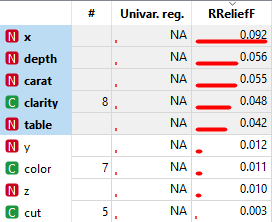 # Univar. reg. RReliefF
N x NA 0.092
N depth NA 0.056
N carat NA 0.055
C clarity 8 NA 0.048
N table NA 0.042
N y NA 0.012
C color 7 NA 0.011
N z NA 0.010
C cut 5 NA 0.003